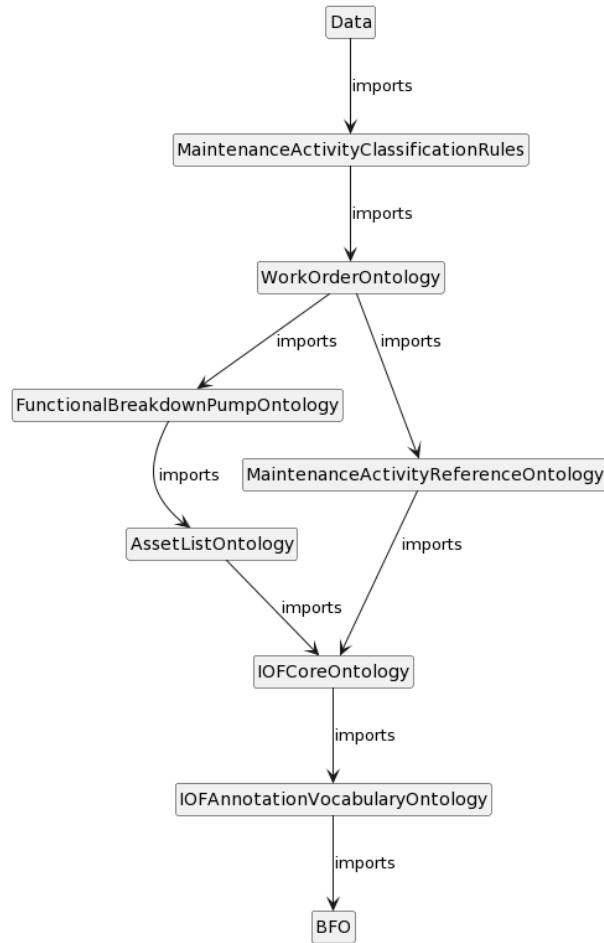 Data
imports
MaintenanceActivityClassificationRules
imports
WorkOrderOntology
imports
imports
FunctionalBreakdownPumpOntology
imports
MaintenanceActivityReferenceOntology
AssetListOntology
imports
imports
IOFCoreOntology
imports
IOFAnnotationVocabularyOntology
imports
BFO